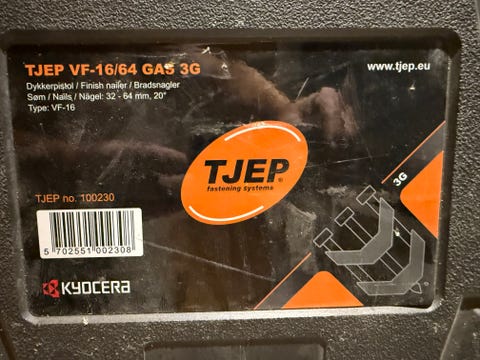 TJEP VF-16/64 GAS 3G
www.tjep.eu
Dykkerpistol / Finish nailer / Bradsnagler
Søm / Nails / Nägel: 32 - 64 mm, 20°
Type: VF-16
TJEP®
fastening systems
3G
TJEP no. 100230
5 702551 002308
KYOCERA